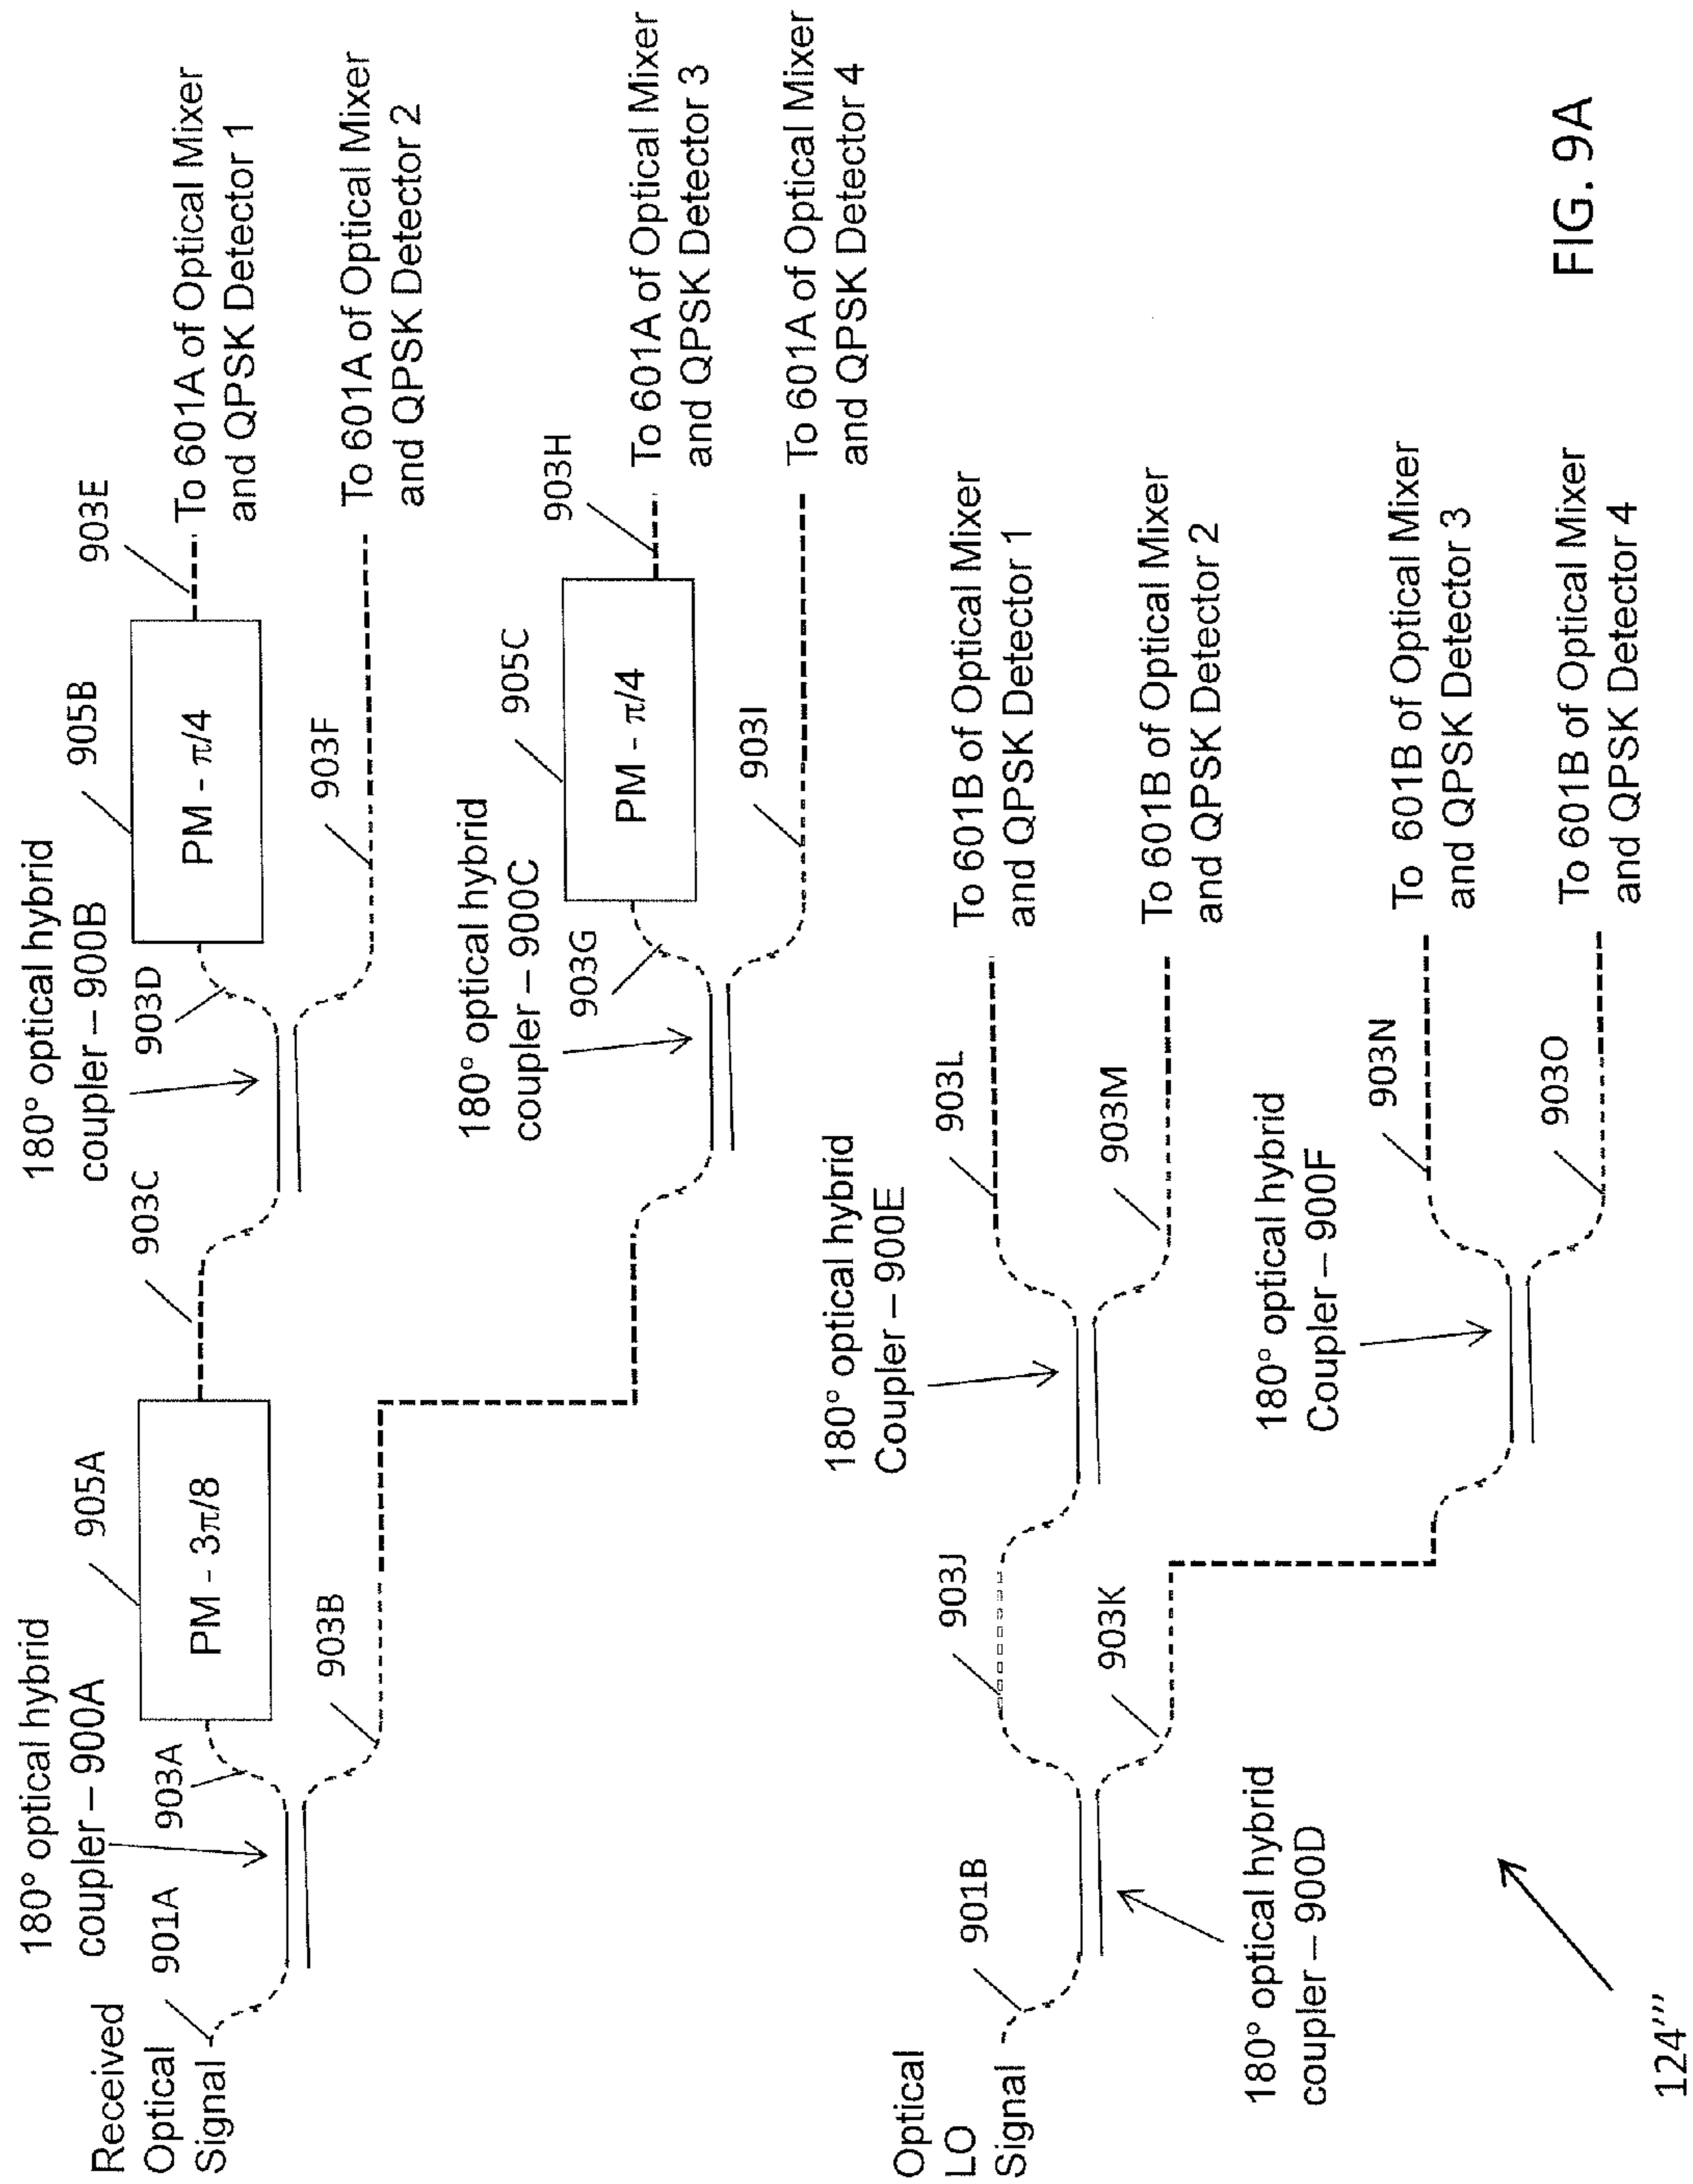 Received
Optical
Signal
901A
180° optical hybrid
coupler – 900A
903A
905A
PM - 3π/8
903B
903C
180° optical hybrid
coupler – 900B
903D
905B
PM - π/4
903E
903F
To 601A of Optical Mixer
and QPSK Detector 1
To 601A of Optical Mixer
and QPSK Detector 2
180° optical hybrid
coupler – 900C
903G
905C
PM - π/4
903H
903I
To 601A of Optical Mixer
and QPSK Detector 3
To 601A of Optical Mixer
and QPSK Detector 4
Optical
LO
Signal
901B
180° optical hybrid
coupler – 900D
903J
903K
180° optical hybrid
Coupler – 900E
903L
903M
To 601B of Optical Mixer
and QPSK Detector 1
To 601B of Optical Mixer
and QPSK Detector 2
180° optical hybrid
Coupler – 900F
903N
903O
To 601B of Optical Mixer
and QPSK Detector 3
To 601B of Optical Mixer
and QPSK Detector 4
124'''
FIG. 9A